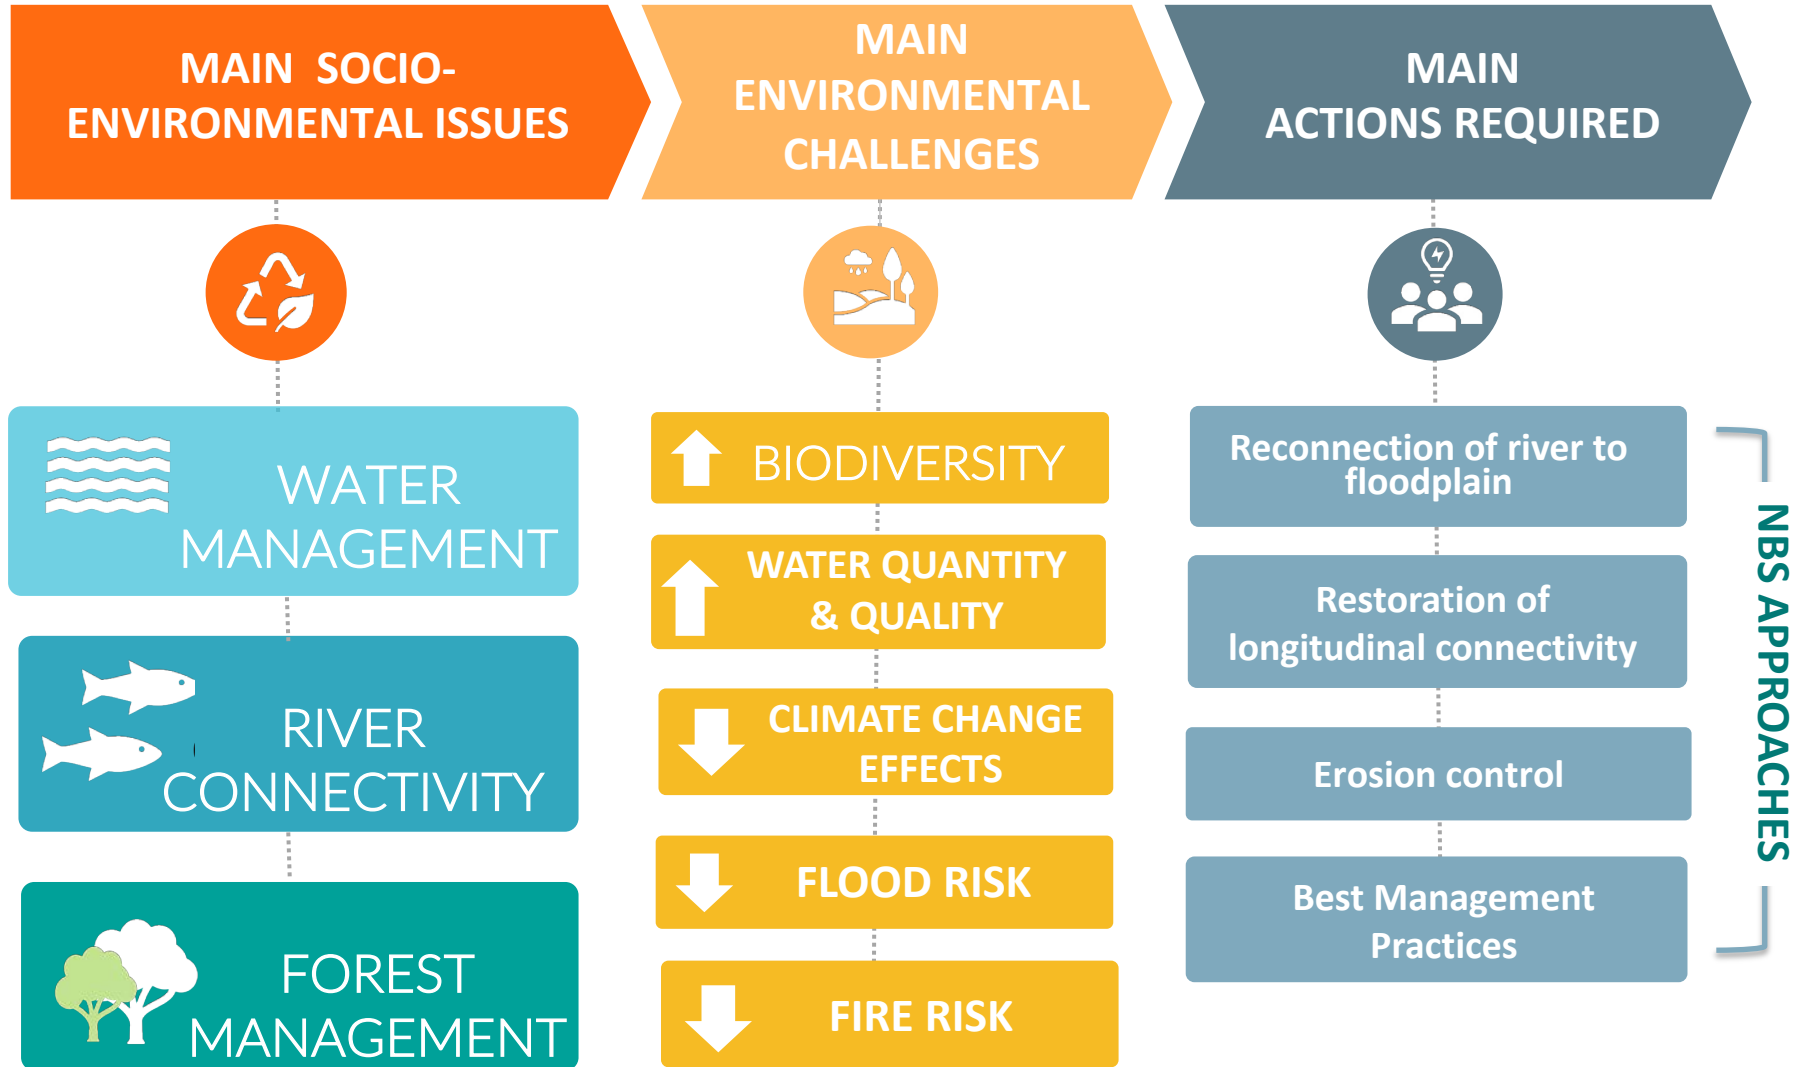 MAIN SOCIO-
ENVIRONMENTAL ISSUES
MAIN
ENVIRONMENTAL
CHALLENGES
MAIN
ACTIONS REQUIRED
WATER
MANAGEMENT
RIVER
CONNECTIVITY
FOREST
MANAGEMENT
BIODIVERSITY
WATER QUANTITY
& QUALITY
CLIMATE CHANGE
EFFECTS
FLOOD RISK
FIRE RISK
Reconnection of river to
floodplain
Restoration of
longitudinal connectivity
Erosion control
Best Management
Practices
NBS APPROACHES